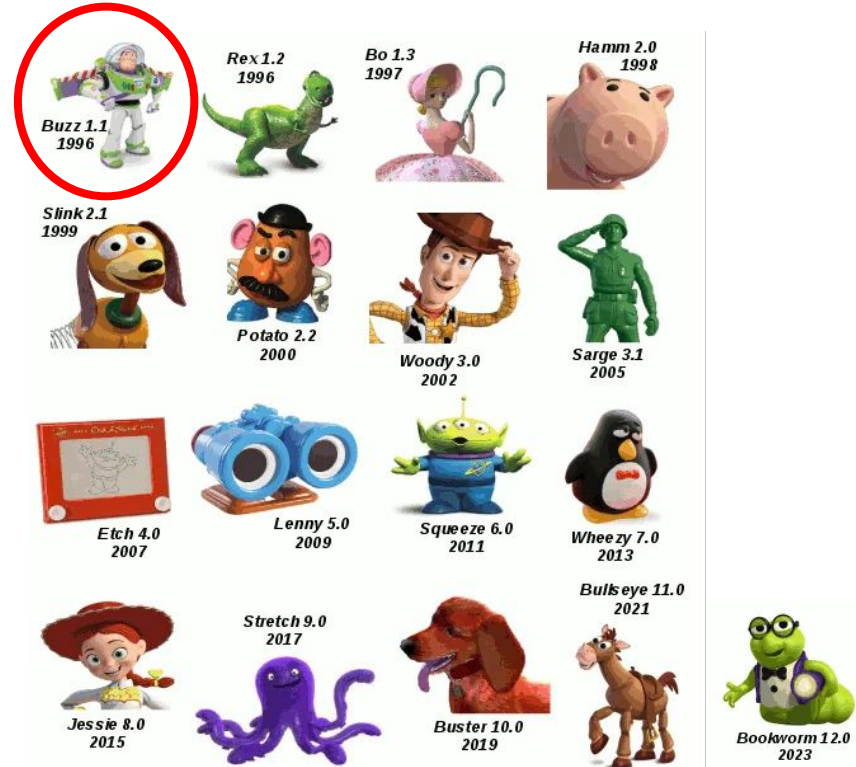 Buzz 1.1
1996
Rex 1.2
1996
Bo 1.3
1997
Hamm 2.0
1998
Slink 2.1
1999
Potato 2.2
2000
Woody 3.0
2002
Sarge 3.1
2005
Etch 4.0
2007
Lenny 5.0
2009
Squeeze 6.0
2011
Wheezy 7.0
2013
Jessie 8.0
2015
Stretch 9.0
2017
Buster 10.0
2019
Bullseye 11.0
2021
Bookworm 12.0
2023